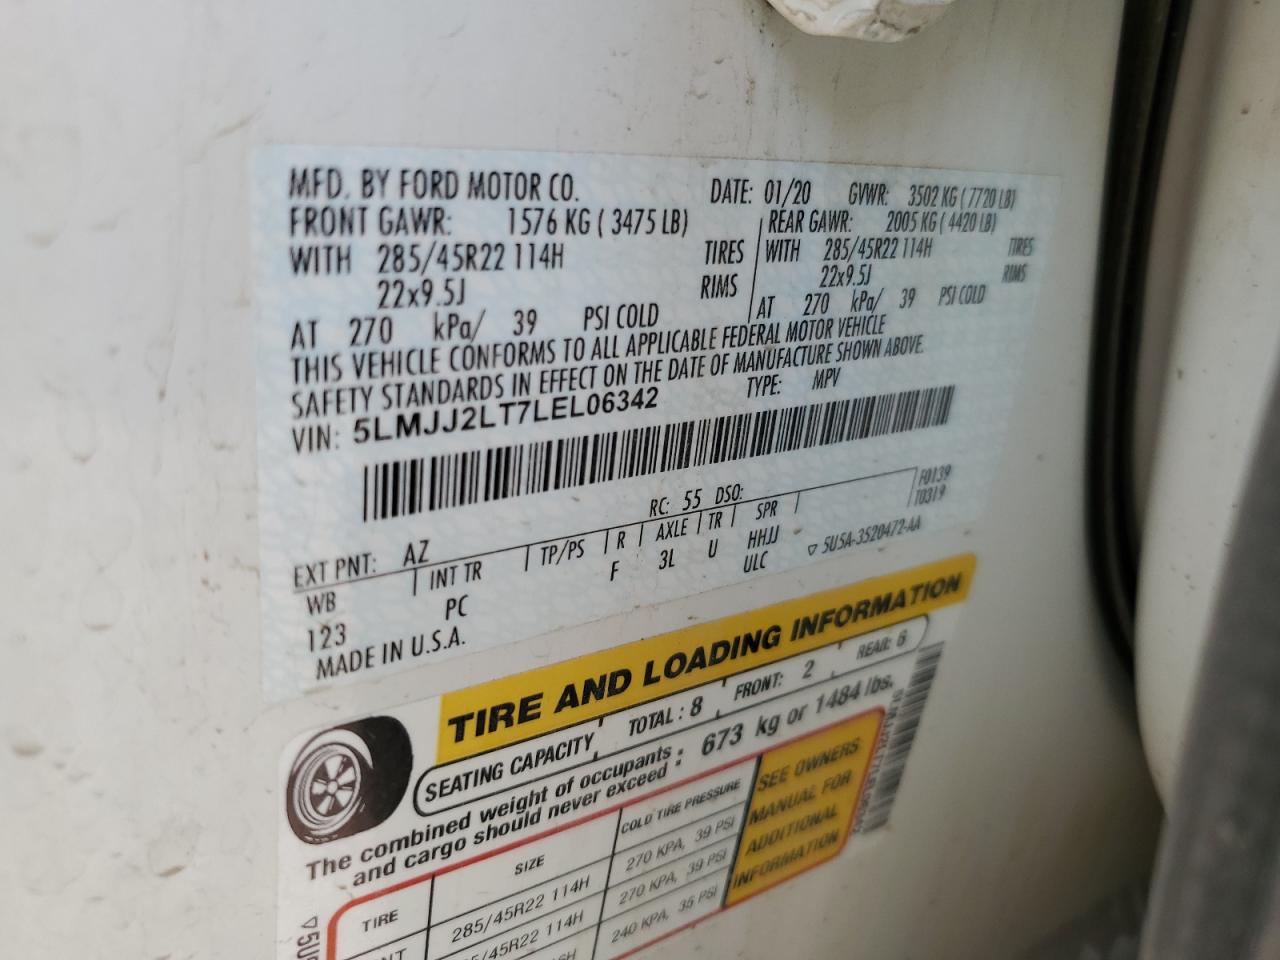 MFD. BY FORD MOTOR CO. DATE: 01/20 GVWR: 3502 KG (7720 LB)
FRONT GAWR: 1576 KG (3475 LB) REAR GAWR: 2005 KG (4420 LB)
WITH 285/45R22 114H TIRES WITH 285/45R22 114H TIRES
22x9.5J RIMS 22x9.5J RIMS
AT 270 kPa/ 39 PSI COLD AT 270 kPa/ 39 PSI COLD
THIS VEHICLE CONFORMS TO ALL APPLICABLE FEDERAL MOTOR VEHICLE
SAFETY STANDARDS IN EFFECT ON THE DATE OF MANUFACTURE SHOWN ABOVE.
VIN: 5LMJJ2LT7LEL06342 TYPE: MPV
EXT PNT: AZ RC: 55 DSO: F0139
T0319
WB INT TR TP/PS R AXLE TR SPR
123 PC F 3L U HHJJ
ULC ▽5U5A-3520472-AA
MADE IN U.S.A.
TIRE AND LOADING INFORMATION
SEATING CAPACITY TOTAL : 8 FRONT: 2 REAR: 6
The combined weight of occupants and cargo should never exceed : 673 kg or 1484 lbs.
TIRE SIZE COLD TIRE PRESSURE
285/45R22 114H 270 KPA, 39 PSI
45R22 114H 270 KPA, 39 PSI
240 KPA, 35 PSI
SEE OWNERS
MANUAL FOR
ADDITIONAL
INFORMATION